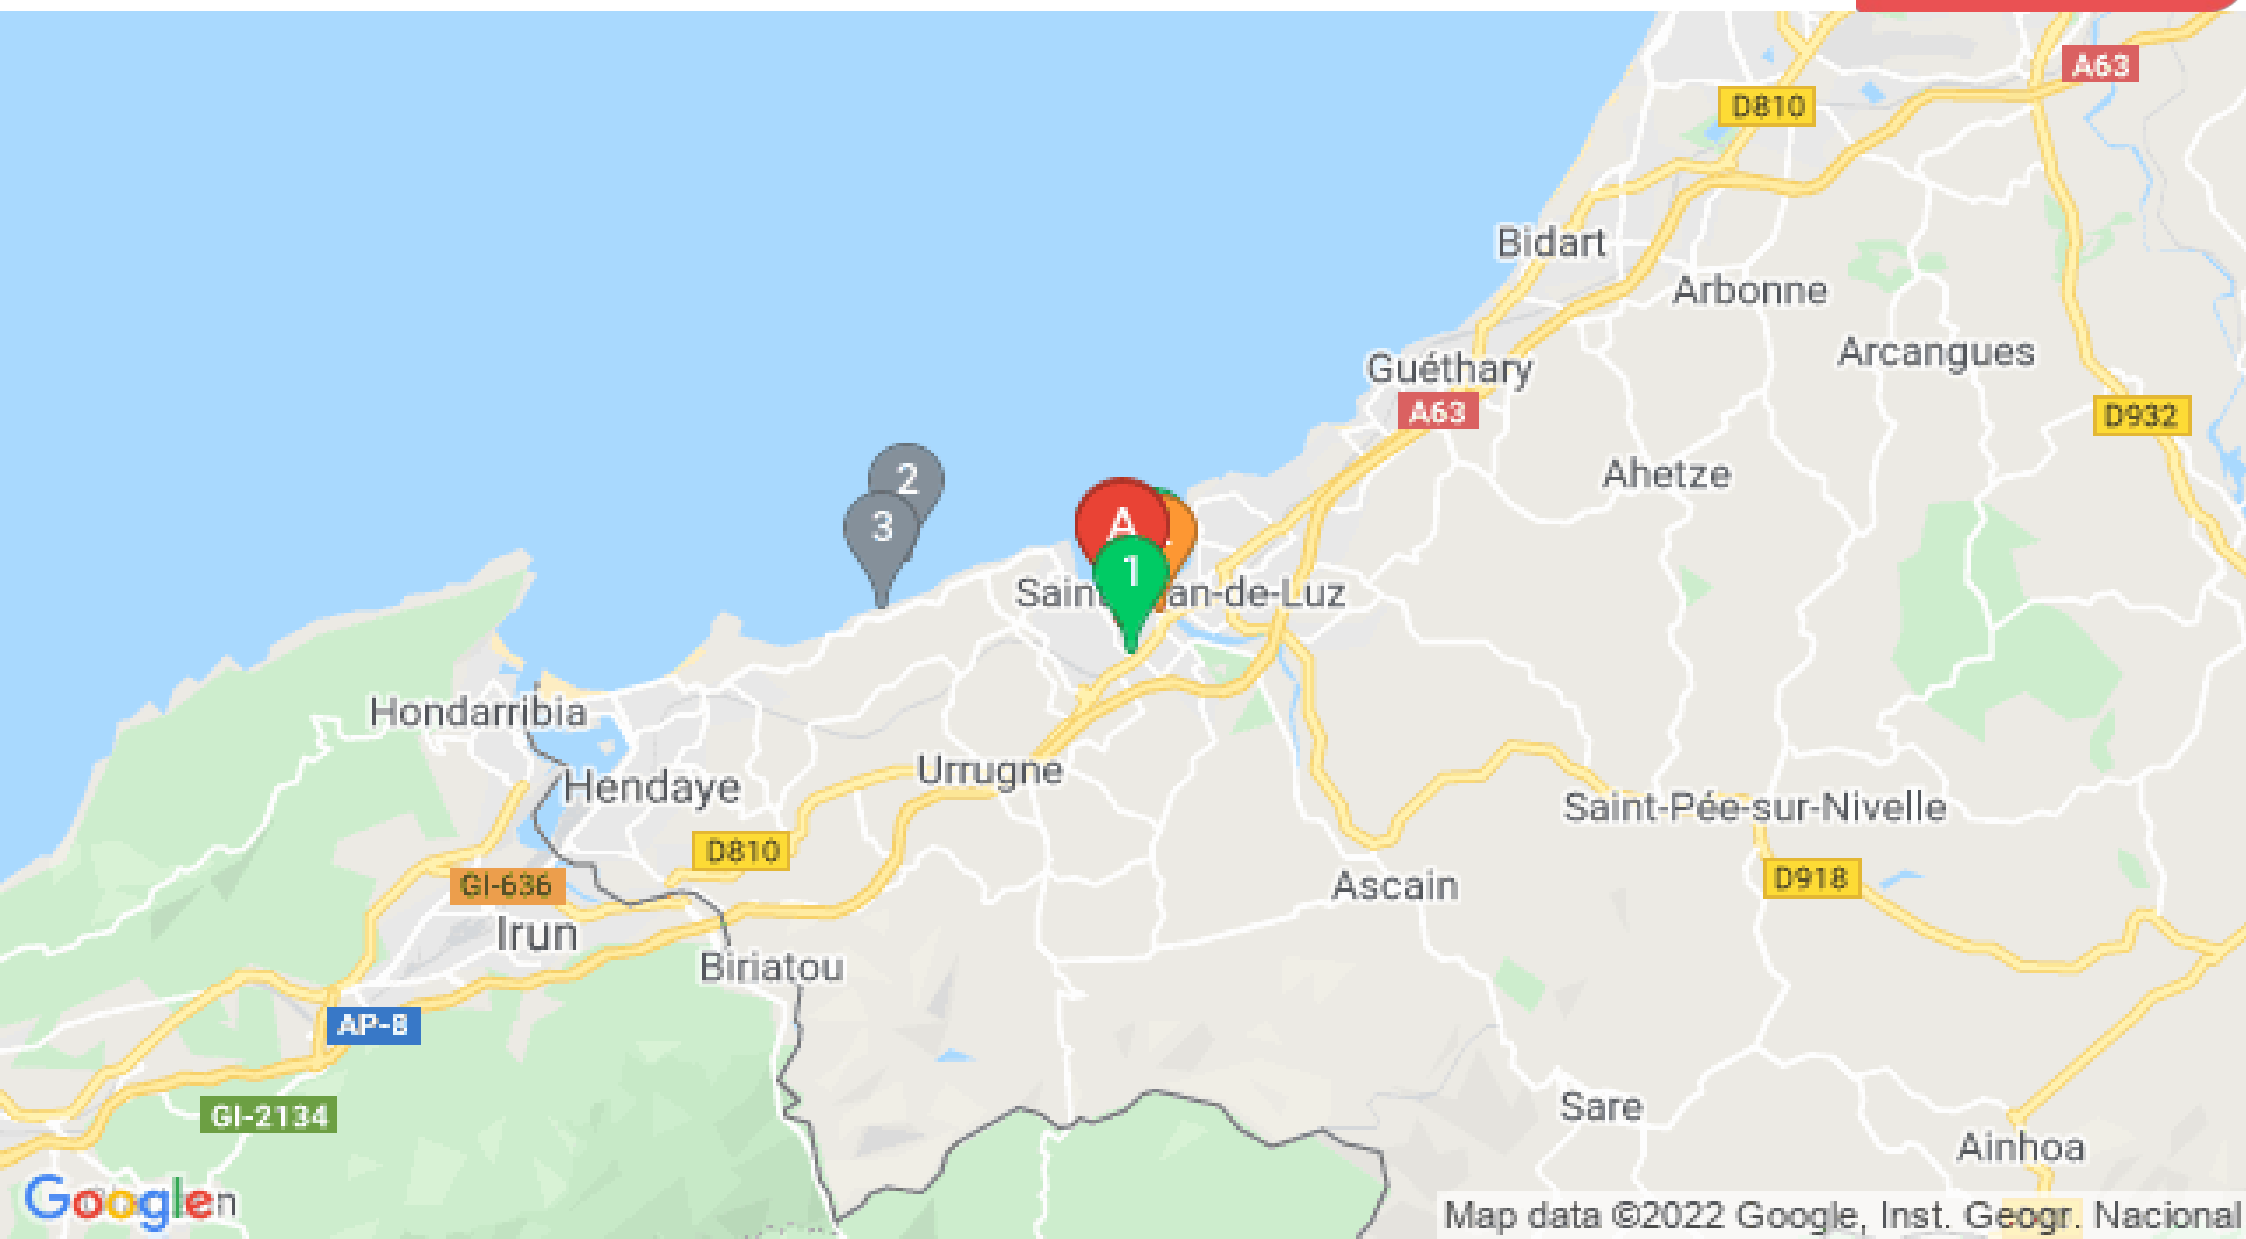 A63
D810
Bidart
Arbonne
Arcangues
Guéthary
A63
D932
Ahetze
2
3
A
1
Saint-Jean-de-Luz
Hondarribia
Hendaye
Urrugne
Saint-Pée-sur-Nivelle
D810
D918
GI-636
Ascain
Irun
Biriatou
AP-8
GI-2134
Sare
Ainhoa
Google
Map data ©2022 Google, Inst. Geogr. Nacional